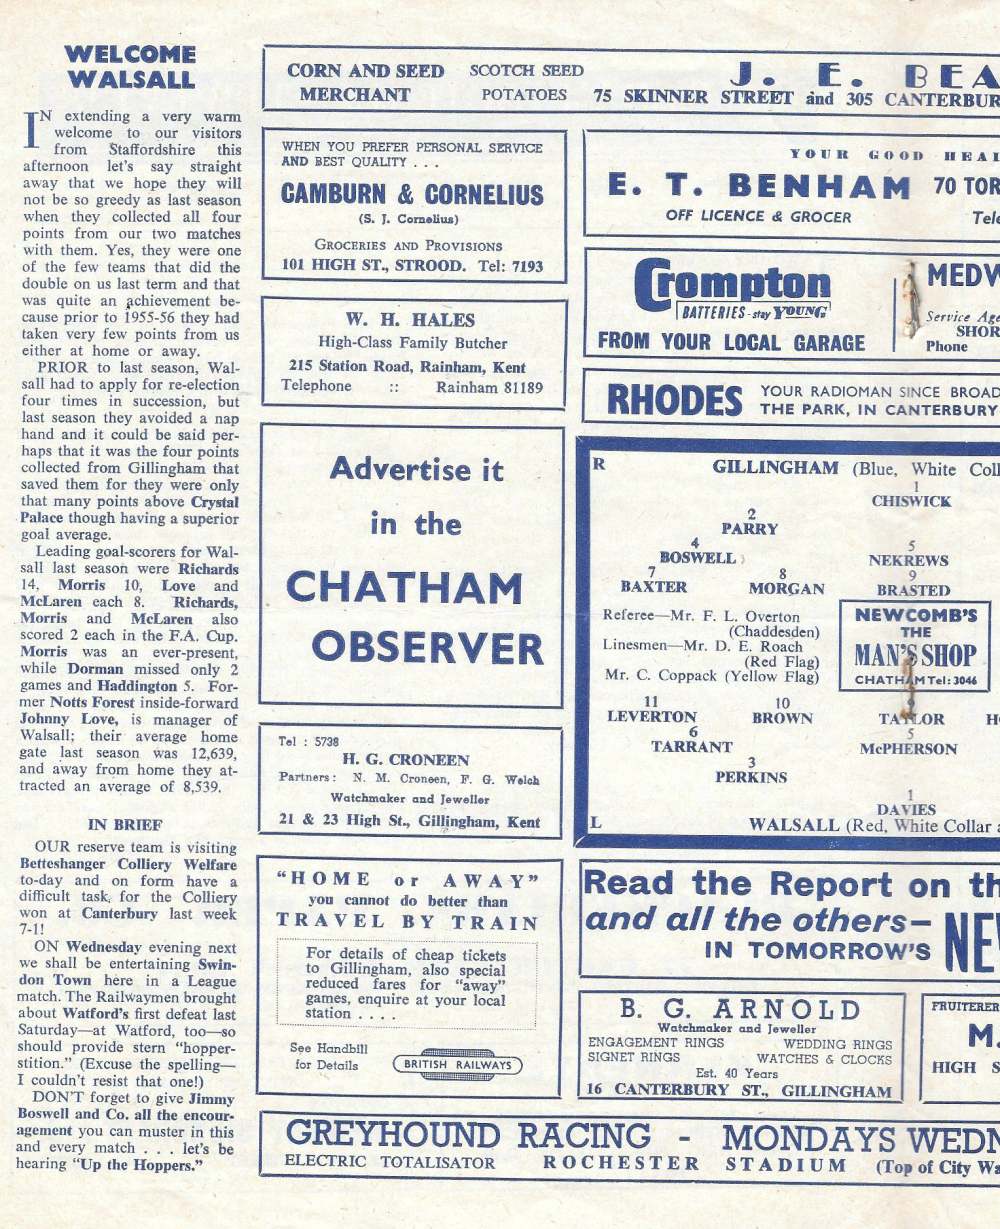 WELCOME
WALSALL
IN extending a very warm
welcome to our visitors
from Staffordshire this
afternoon let's say straight
away that we hope they will
not be so greedy as last season
when they collected all four
points from our two matches
with them. Yes, they were one
of the few teams that did the
double on us last term and that
was quite an achievement be-
cause prior to 1955-56 they had
taken very few points from us
either at home or away.
PRIOR to last season, Wal-
sall had to apply for re-election
four times in succession, but
last season they avoided a nap
hand and it could be said per-
haps that it was the four points
collected from Gillingham that
saved them for they were only
that many points above Crystal
Palace though having a superior
goal average.
Leading goal-scorers for Wal-
sall last season were Richards
14, Morris 10, Love and
McLaren each 8. Richards,
Morris and McLaren also
scored 2 each in the F.A. Cup.
Morris was an ever-present,
while Dorman missed only 2
games and Haddington 5. For-
mer Notts Forest inside-forward
Johnny Love, is manager of
Walsall; their average home
gate last season was 12,639,
and away from home they at-
tracted an average of 8,539.
IN BRIEF
OUR reserve team is visiting
Betteshanger Colliery Welfare
to-day and on form have a
difficult task, for the Colliery
won at Canterbury last week
7-1!
ON Wednesday evening next
we shall be entertaining Swin-
don Town here in a League
match. The Railwaymen brought
about Watford's first defeat last
Saturday—at Watford, too—so
should provide stern "hopper-
stition." (Excuse the spelling—
I couldn't resist that one!)
DON'T forget to give Jimmy
Boswell and Co. all the encour-
agement you can muster in this
and every match . . . let's be
hearing "Up the Hoppers."
CORN AND SEED SCOTCH SEED J. E. BEA
MERCHANT POTATOES 75 SKINNER STREET and 305 CANTERBUR
WHEN YOU PREFER PERSONAL SERVICE
AND BEST QUALITY . . .
CAMBURN & CORNELIUS
(S. J. Cornelius)
GROCERIES AND PROVISIONS
101 HIGH ST., STROOD. Tel: 7193
W. H. HALES
High-Class Family Butcher
215 Station Road, Rainham, Kent
Telephone :: Rainham 81189
Advertise it
in the
CHATHAM
OBSERVER
Tel : 5738
H. G. CRONEEN
Partners: N. M. Croneen, F. G. Welch
Watchmaker and Jeweller
21 & 23 High St., Gillingham, Kent
"HOME or AWAY"
you cannot do better than
TRAVEL BY TRAIN
For details of cheap tickets
to Gillingham, also special
reduced fares for "away"
games, enquire at your local
station . . . .
See Handbill
for Details
BRITISH RAILWAYS
YOUR GOOD HEAL
E. T. BENHAM 70 TOR
OFF LICENCE & GROCER Tele
Crompton
BATTERIES-stay YOUNG
FROM YOUR LOCAL GARAGE
MEDW
Service Age
SHOR
Phone
RHODES YOUR RADIOMAN SINCE BROAD
THE PARK, IN CANTERBURY
R GILLINGHAM (Blue, White Coll
1
CHISWICK
2
PARRY
4 5
BOSWELL NEKREWS
7 8 9
BAXTER MORGAN BRASTED
Referee—Mr. F. L. Overton
(Chaddesden)
Linesmen—Mr. D. E. Roach
(Red Flag)
Mr. C. Coppack (Yellow Flag)
NEWCOMB'S
THE
MAN'S SHOP
CHATHAM Tel: 3046
11 10 9
LEVERTON BROWN TAYLOR H
6 5
TARRANT McPHERSON
3
PERKINS
1
DAVIES
L WALSALL (Red, White Collar a
Read the Report on th
and all the others—
IN TOMORROW'S NEW
B. G. ARNOLD
Watchmaker and Jeweller
ENGAGEMENT RINGS WEDDING RINGS
SIGNET RINGS WATCHES & CLOCKS
Est. 40 Years
16 CANTERBURY ST., GILLINGHAM
FRUITERER
M.
HIGH S
GREYHOUND RACING - MONDAYS WEDN
ELECTRIC TOTALISATOR ROCHESTER STADIUM (Top of City Wa